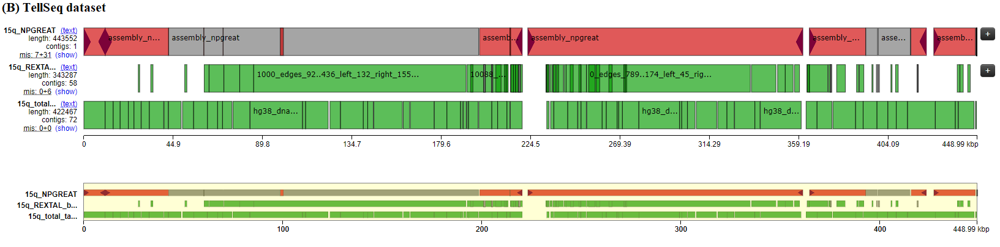 (B) TellSeq dataset
15q_NPGREAT (text)
length: 443552
contigs: 1
mis: 7+31 (show)
assembly_n...
assembly_npgreat
assemb...
assembly_npgreat
assembly_...
asse...
assemb...
+
15q_REXTA... (text)
length: 343287
contigs: 58
mis: 0+6 (show)
1000_edges_92..436_left_132_right_155...
10088_...
0_edges_789..174_left_45_rig...
+
15q_total... (text)
length: 422467
contigs: 72
mis: 0+0 (show)
hg38_dna...
hg38_d...
hg38_d...
0 44.9 89.8 134.7 179.6 224.5 269.39 314.29 359.19 404.09 448.99 kbp
15q_NPGREAT
15q_REXTAL_b...
15q_total_ta...
0 100 200 300 400 448.99 kbp